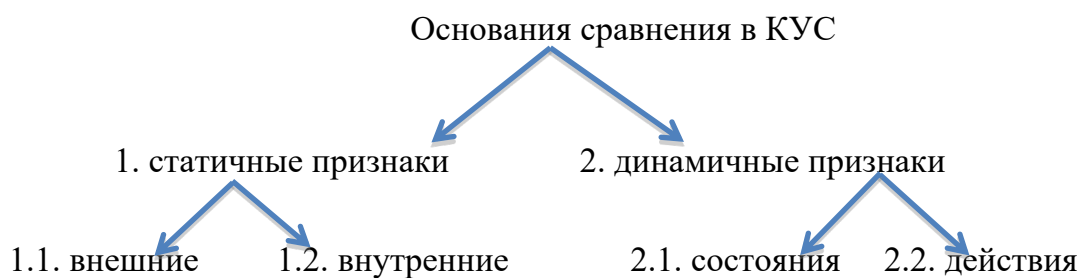 Основания сравнения в КУС
1. статичные признаки 2. динамичные признаки
1.1. внешние 1.2. внутренние 2.1. состояния 2.2. действия